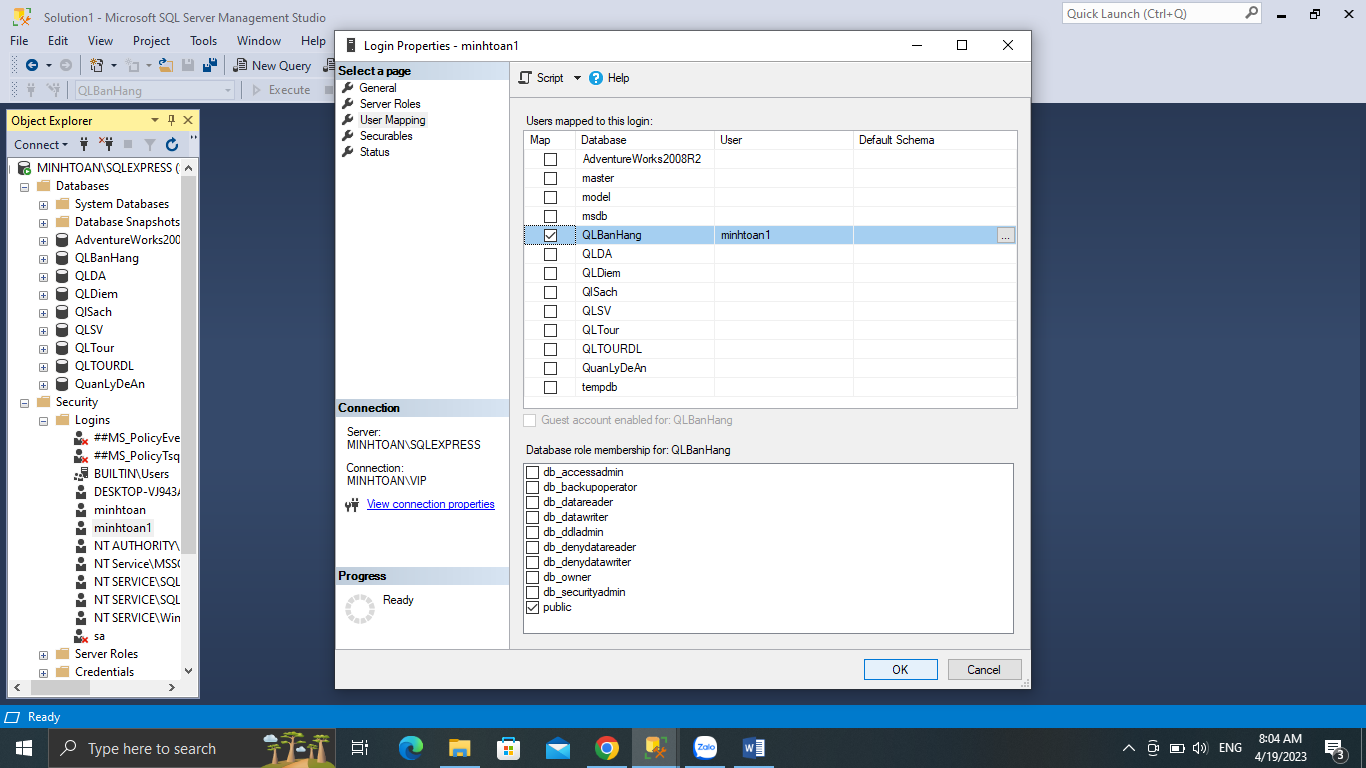 Solution1 - Microsoft SQL Server Management Studio
Quick Launch (Ctrl+Q)
File Edit View Project Tools Window Help
New Query
QLBanHang
Execute
Object Explorer
Connect
MINHTOAN\SQLEXPRESS (
Databases
System Databases
Database Snapshots
AdventureWorks200
QLBanHang
QLDA
QLDiem
QlSach
QLSV
QLTour
QLTOURDL
QuanLyDeAn
Security
Logins
##MS_PolicyEve
##MS_PolicyTsq
BUILTIN\Users
DESKTOP-VJ943A
minhtoan
minhtoan1
NT AUTHORITY\
NT Service\MSSC
NT SERVICE\SQL
NT SERVICE\SQL
NT SERVICE\Win
sa
Server Roles
Credentials
Login Properties - minhtoan1
Select a page
General
Server Roles
User Mapping
Securables
Status
Connection
Server:
MINHTOAN\SQLEXPRESS
Connection:
MINHTOAN\VIP
View connection properties
Progress
Ready
Script Help
Users mapped to this login:
Map Database User Default Schema
AdventureWorks2008R2
master
model
msdb
QLBanHang minhtoan1 ...
QLDA
QLDiem
QlSach
QLSV
QLTour
QLTOURDL
QuanLyDeAn
tempdb
Guest account enabled for: QLBanHang
Database role membership for: QLBanHang
db_accessadmin
db_backupoperator
db_datareader
db_datawriter
db_ddladmin
db_denydatareader
db_denydatawriter
db_owner
db_securityadmin
public
OK Cancel
Ready
Type here to search
Zalo
ENG
8:04 AM
4/19/2023
3